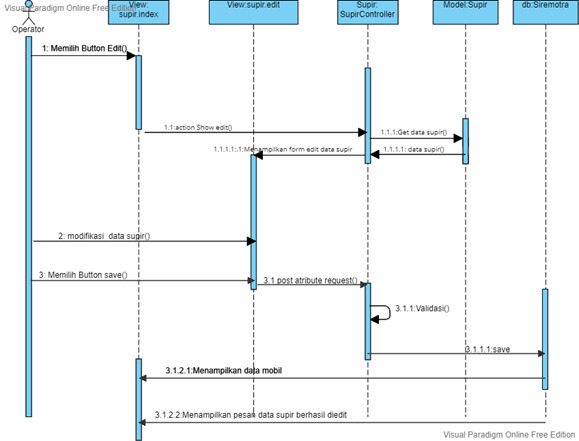 Visual Paradigm Online Free Edition
Operator
View:
supir.index
View:supir.edit
Supir:
SupirController
Model:Supir
db:Siremotra
1: Memilih Button Edit()
1.1:action Show edit()
1.1.1:Get data supir()
1.1.1.1:.1:Menampilkan form edit data supir
1.1.1.1: data supir()
2: modifikasi data supir()
3: Memilih Button save()
3.1 post atribute request()
3.1.1:Validasi()
3.1.1.1:save
3.1.2.1:Menampilkan data mobil
3.1.2.2:Menampilkan pesan data supir berhasil diedit
Visual Paradigm Online Free Edition